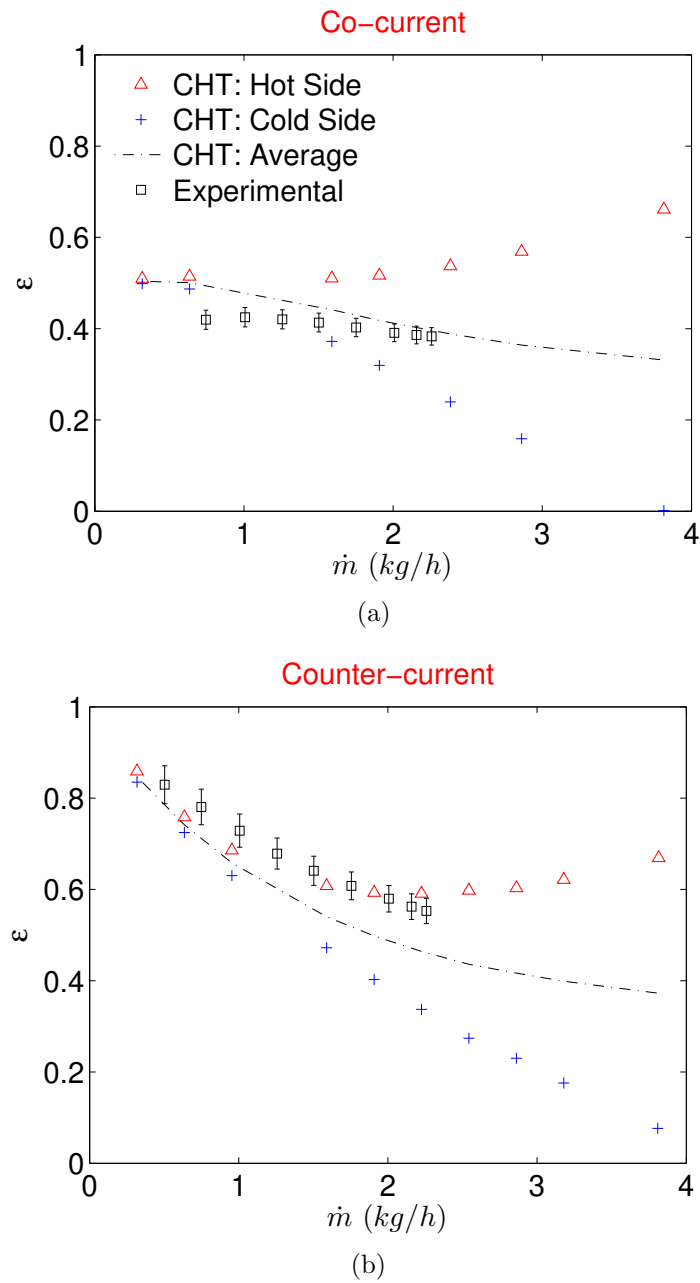 Co-current
1
CHT: Hot Side
CHT: Cold Side
CHT: Average
Experimental
0.8
0.6
ε
0.4
0.2
0
0 1 2 3 4
ṁ (kg/h)
(a)
Counter-current
1
0.8
0.6
ε
0.4
0.2
0
0 1 2 3 4
ṁ (kg/h)
(b)